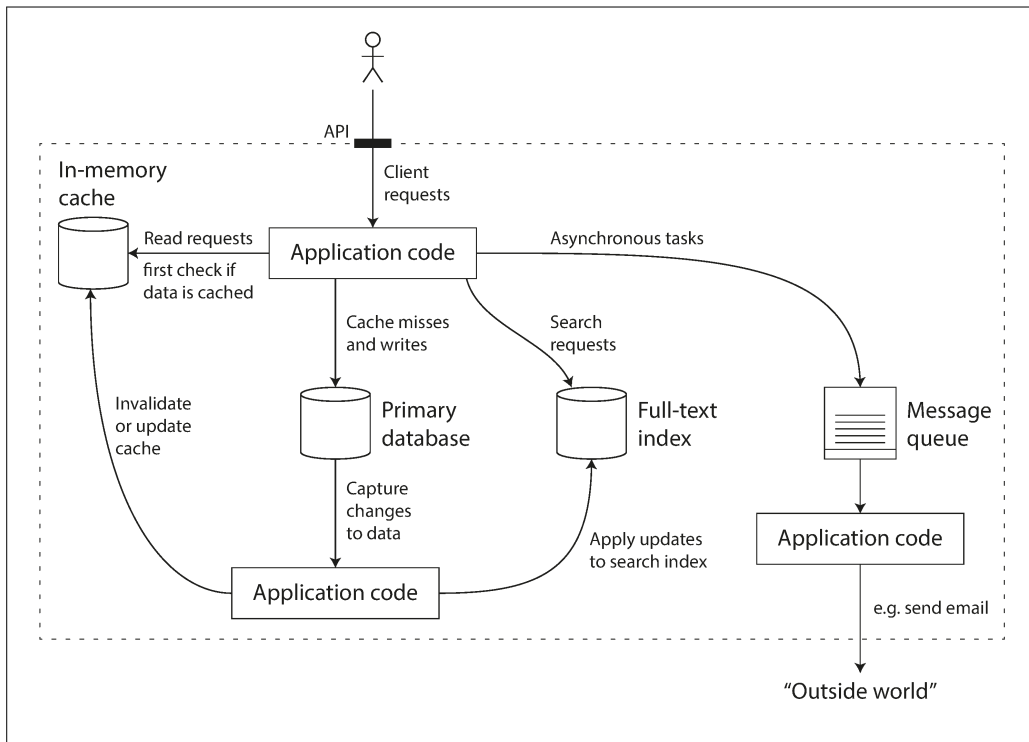 API
Client
requests
In-memory
cache
Read requests
first check if
data is cached
Application code
Asynchronous tasks
Cache misses
and writes
Search
requests
Invalidate
or update
cache
Primary
database
Full-text
index
Message
queue
Capture
changes
to data
Apply updates
to search index
Application code
Application code
e.g. send email
“Outside world”